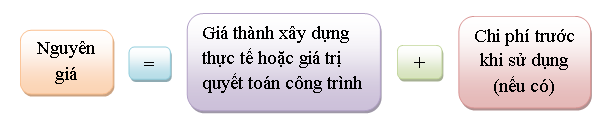 Nguyên
giá
=
Giá thành xây dựng
thực tế hoặc giá trị
quyết toán công trình
+
Chi phí trước
khi sử dụng
(nếu có)